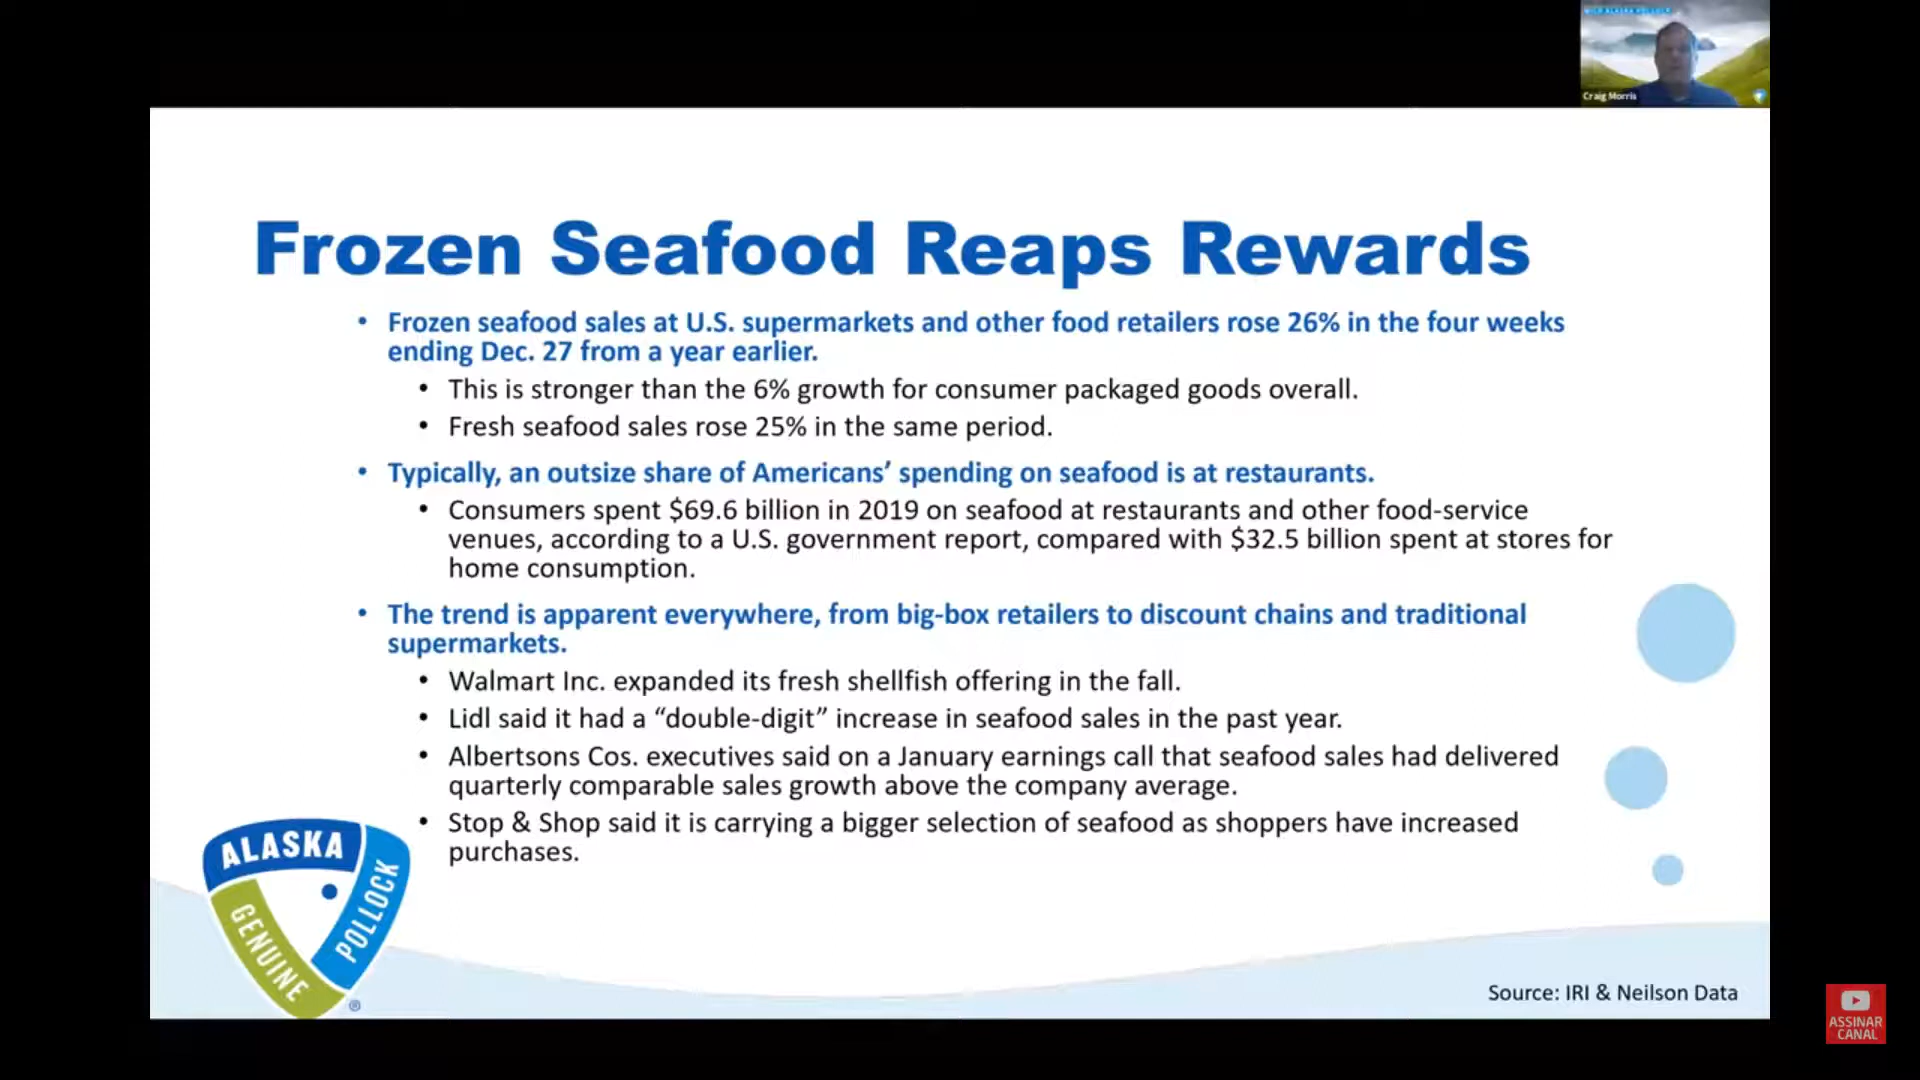 WILD ALASKA POLLOCK
Craig Morris
Frozen Seafood Reaps Rewards
• Frozen seafood sales at U.S. supermarkets and other food retailers rose 26% in the four weeks
ending Dec. 27 from a year earlier.
• This is stronger than the 6% growth for consumer packaged goods overall.
• Fresh seafood sales rose 25% in the same period.
• Typically, an outsize share of Americans’ spending on seafood is at restaurants.
• Consumers spent $69.6 billion in 2019 on seafood at restaurants and other food-service
venues, according to a U.S. government report, compared with $32.5 billion spent at stores for
home consumption.
• The trend is apparent everywhere, from big-box retailers to discount chains and traditional
supermarkets.
• Walmart Inc. expanded its fresh shellfish offering in the fall.
• Lidl said it had a “double-digit” increase in seafood sales in the past year.
• Albertsons Cos. executives said on a January earnings call that seafood sales had delivered
quarterly comparable sales growth above the company average.
• Stop & Shop said it is carrying a bigger selection of seafood as shoppers have increased
purchases.
ALASKA
POLLOCK
GENUINE
®
Source: IRI & Neilson Data
ASSINAR
CANAL